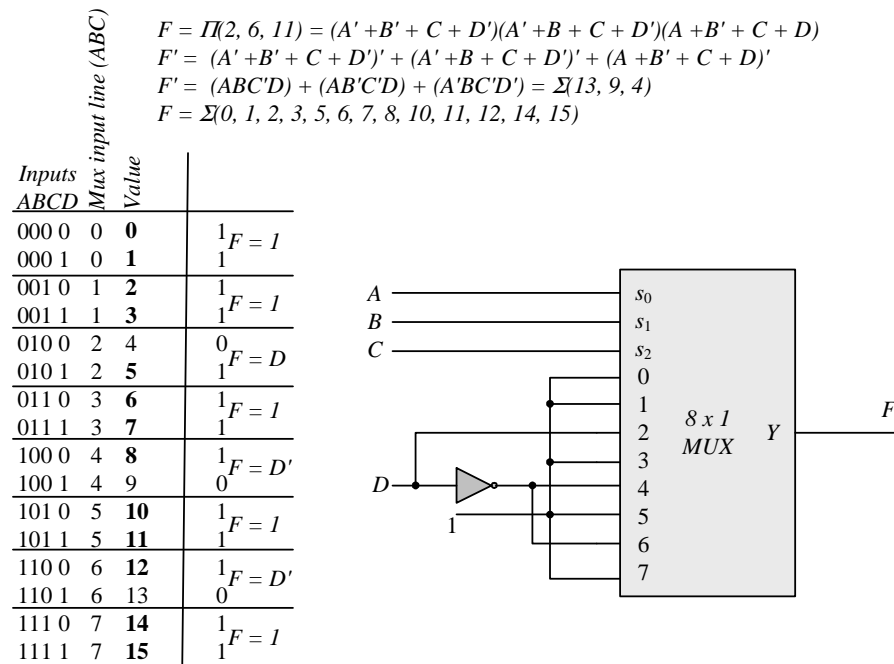 F = Π(2, 6, 11) = (A' +B' + C + D')(A' +B + C + D')(A +B' + C + D)
F' = (A' +B' + C + D')' + (A' +B + C + D')' + (A +B' + C + D)'
F' = (ABC'D) + (AB'C'D) + (A'BC'D') = Σ(13, 9, 4)
F = Σ(0, 1, 2, 3, 5, 6, 7, 8, 10, 11, 12, 14, 15)
Inputs
ABCD
Mux input line (ABC)
Value
000 0 0 0 1
F = 1
000 1 0 1 1
001 0 1 2 1
F = 1
001 1 1 3 1
010 0 2 4 0
F = D
010 1 2 5 1
011 0 3 6 1
F = 1
011 1 3 7 1
100 0 4 8 1
F = D'
100 1 4 9 0
101 0 5 10 1
F = 1
101 1 5 11 1
110 0 6 12 1
F = D'
110 1 6 13 0
111 0 7 14 1
F = 1
111 1 7 15 1
A
B
C
D
1
s0
s1
s2
0
1
2
3
4
5
6
7
8 x 1
MUX
Y
F